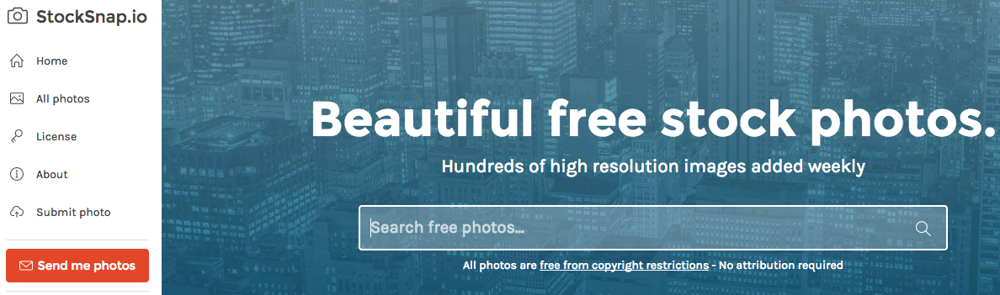 StockSnap.io
Home
All photos
License
About
Submit photo
Send me photos
Beautiful free stock photos.
Hundreds of high resolution images added weekly
Search free photos...
All photos are free from copyright restrictions - No attribution required